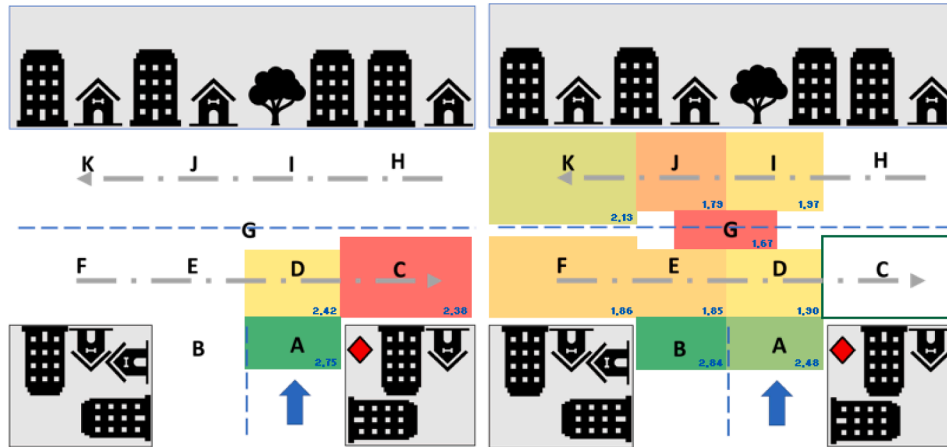 K J I H
G
F E D C
2,42 2,38
B A
2,75
K J I H
2,13 1,79 1,97
G
1,67
F E D C
1,86 1,85 1,90
B A
2,84 2,48